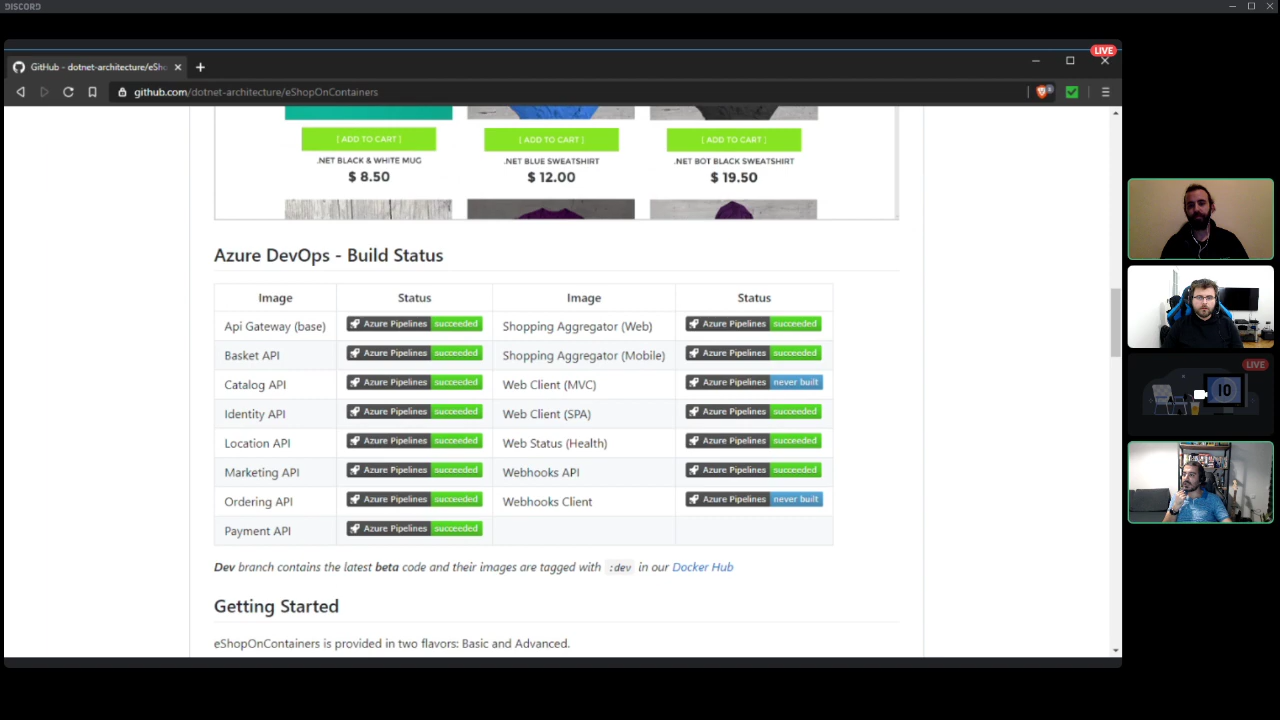 DISCORD
LIVE
GitHub - dotnet-architecture/eSho
github.com/dotnet-architecture/eShopOnContainers
[ ADD TO CART ] [ ADD TO CART ] [ ADD TO CART ]
.NET BLACK & WHITE MUG .NET BLUE SWEATSHIRT .NET BOT BLACK SWEATSHIRT
$ 8.50 $ 12.00 $ 19.50
Azure DevOps - Build Status
Image Status Image Status
Api Gateway (base) Azure Pipelines succeeded Shopping Aggregator (Web) Azure Pipelines succeeded
Basket API Azure Pipelines succeeded Shopping Aggregator (Mobile) Azure Pipelines succeeded
Catalog API Azure Pipelines succeeded Web Client (MVC) Azure Pipelines never built
Identity API Azure Pipelines succeeded Web Client (SPA) Azure Pipelines succeeded
Location API Azure Pipelines succeeded Web Status (Health) Azure Pipelines succeeded
Marketing API Azure Pipelines succeeded Webhooks API Azure Pipelines succeeded
Ordering API Azure Pipelines succeeded Webhooks Client Azure Pipelines never built
Payment API Azure Pipelines succeeded
Dev branch contains the latest beta code and their images are tagged with :dev in our Docker Hub
Getting Started
eShopOnContainers is provided in two flavors: Basic and Advanced.
LIVE
10